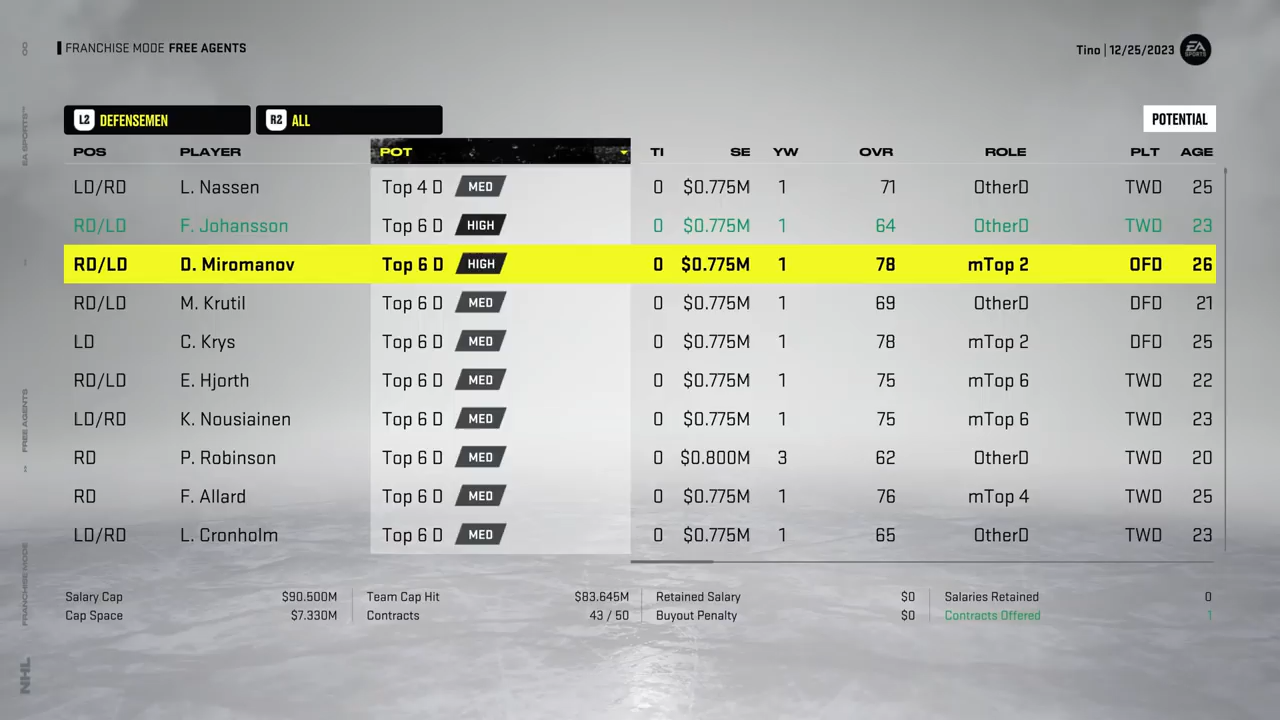 FRANCHISE MODE FREE AGENTS
Tino | 12/25/2023
EA SPORTS
L2 DEFENSEMEN
R2 ALL
POTENTIAL
POS PLAYER POT TI SE YW OVR ROLE PLT AGE
LD/RD L. Nassen Top 4 D MED 0 $0.775M 1 71 OtherD TWD 25
RD/LD F. Johansson Top 6 D HIGH 0 $0.775M 1 64 OtherD TWD 23
RD/LD D. Miromanov Top 6 D HIGH 0 $0.775M 1 78 mTop 2 OFD 26
RD/LD M. Krutil Top 6 D MED 0 $0.775M 1 69 OtherD DFD 21
LD C. Krys Top 6 D MED 0 $0.775M 1 78 mTop 2 DFD 25
RD/LD E. Hjorth Top 6 D MED 0 $0.775M 1 75 mTop 6 TWD 22
LD/RD K. Nousiainen Top 6 D MED 0 $0.775M 1 75 mTop 6 TWD 23
RD P. Robinson Top 6 D MED 0 $0.800M 3 62 OtherD TWD 20
RD F. Allard Top 6 D MED 0 $0.775M 1 76 mTop 4 TWD 25
LD/RD L. Cronholm Top 6 D MED 0 $0.775M 1 65 OtherD TWD 23
Salary Cap $90.500M Team Cap Hit $83.645M Retained Salary $0 Salaries Retained 0
Cap Space $7.330M Contracts 43 / 50 Buyout Penalty $0 Contracts Offered 1
NHL FRANCHISE MODE >> FREE AGENTS
EA SPORTS™